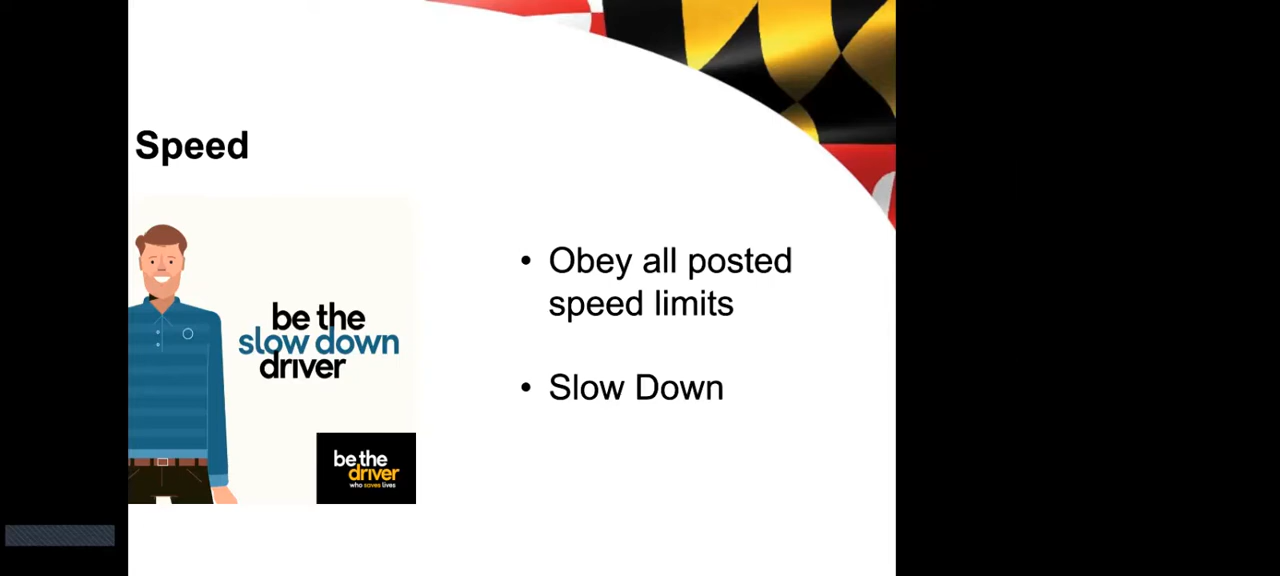 Speed
be the
slow down
driver
be the
driver
who saves lives
• Obey all posted
speed limits
• Slow Down